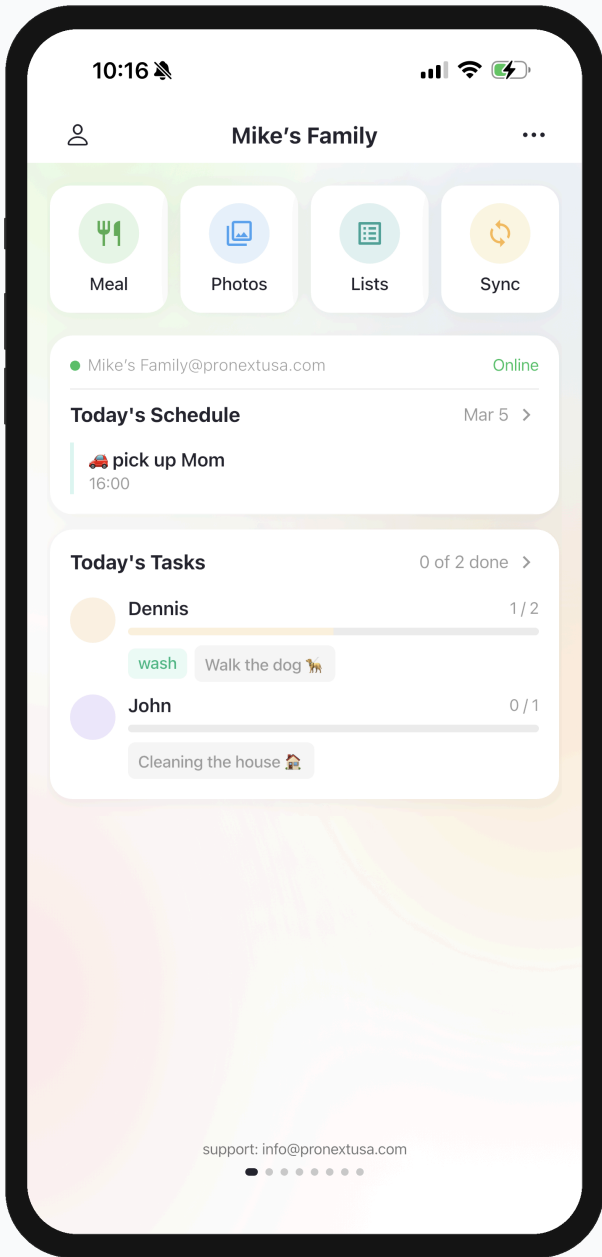 10:16
Mike’s Family
Meal Photos Lists Sync
Mike’s Family@pronextusa.com Online
Today's Schedule Mar 5
🚗 pick up Mom
16:00
Today's Tasks 0 of 2 done
Dennis 1 / 2
wash Walk the dog 🐕
John 0 / 1
Cleaning the house 🏠
support: info@pronextusa.com